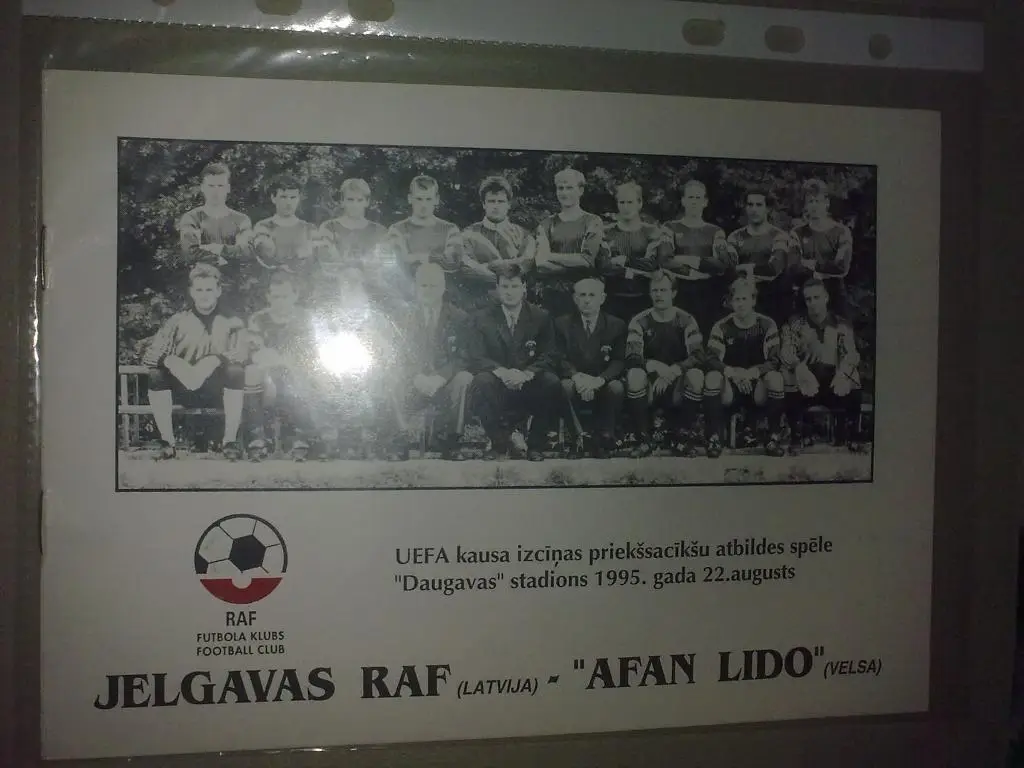 RAF
FUTBOLA KLUBS
FOOTBALL CLUB
UEFA kausa izcīņas priekšsacīkšu atbildes spēle
"Daugavas" stadions 1995. gada 22.augusts
JELGAVAS RAF (LATVIJA) - "AFAN LIDO" (VELSA)